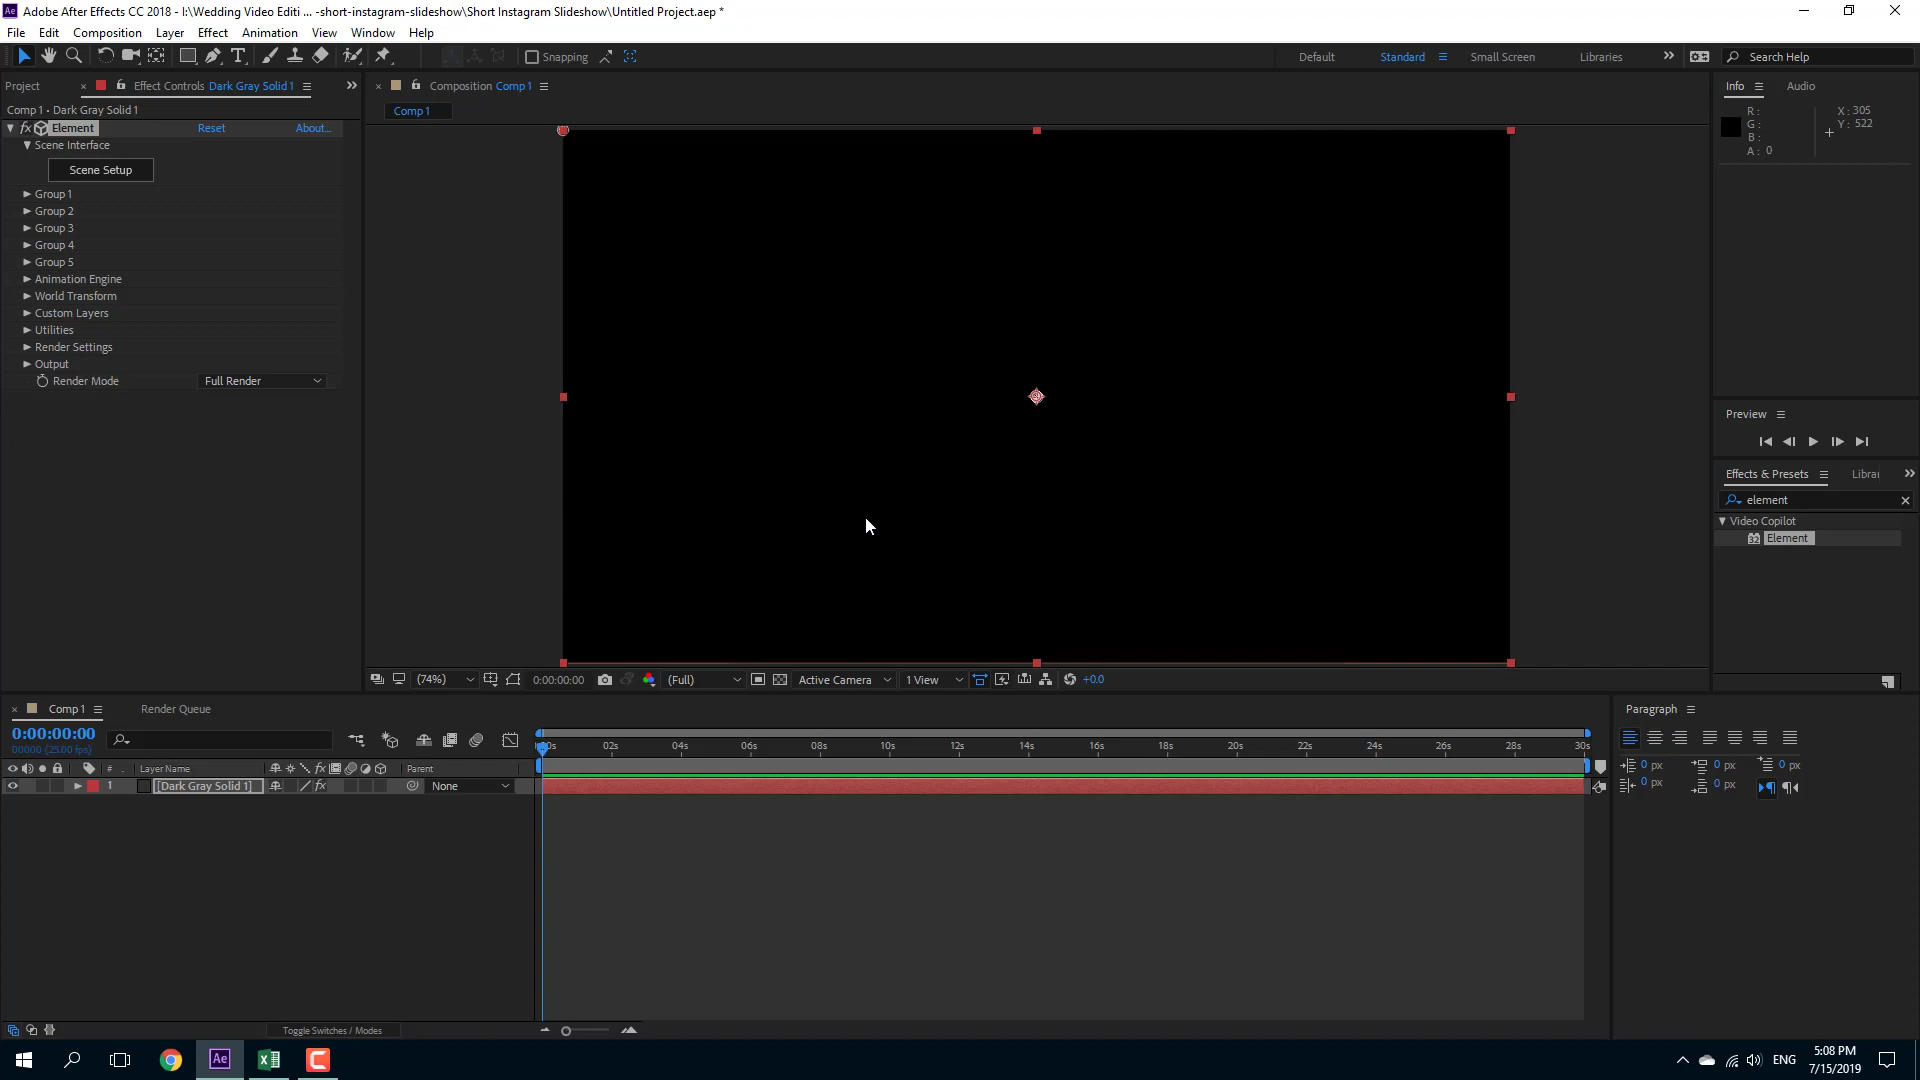 Ae Adobe After Effects CC 2018 - I:\Wedding Video Editi ... -short-instagram-slideshow\Short Instagram Slideshow\Untitled Project.aep *
File Edit Composition Layer Effect Animation View Window Help
Snapping Default Standard Small Screen Libraries Search Help
Project Effect Controls Dark Gray Solid 1 Composition Comp 1 Info Audio
Comp 1 • Dark Gray Solid 1 Comp 1
fx Element Reset About...
Scene Interface
Scene Setup
Group 1
Group 2
Group 3
Group 4
Group 5
Animation Engine
World Transform
Custom Layers
Utilities
Render Settings
Output
Render Mode Full Render
R :
G :
B :
A : 0
X : 305
Y : 522
Preview
Effects & Presets Librar
element
Video Copilot
32 Element
(74%) 0:00:00:00 (Full) Active Camera 1 View +0.0
Comp 1 Render Queue
0:00:00:00
00000 (25.00 fps)
02s 04s 06s 08s 10s 12s 14s 16s 18s 20s 22s 24s 26s 28s 30s
# Layer Name fx Parent
1 [Dark Gray Solid 1] fx None
Toggle Switches / Modes
Paragraph
0 px 0 px 0 px
0 px 0 px
Ae ENG
5:08 PM
7/15/2019